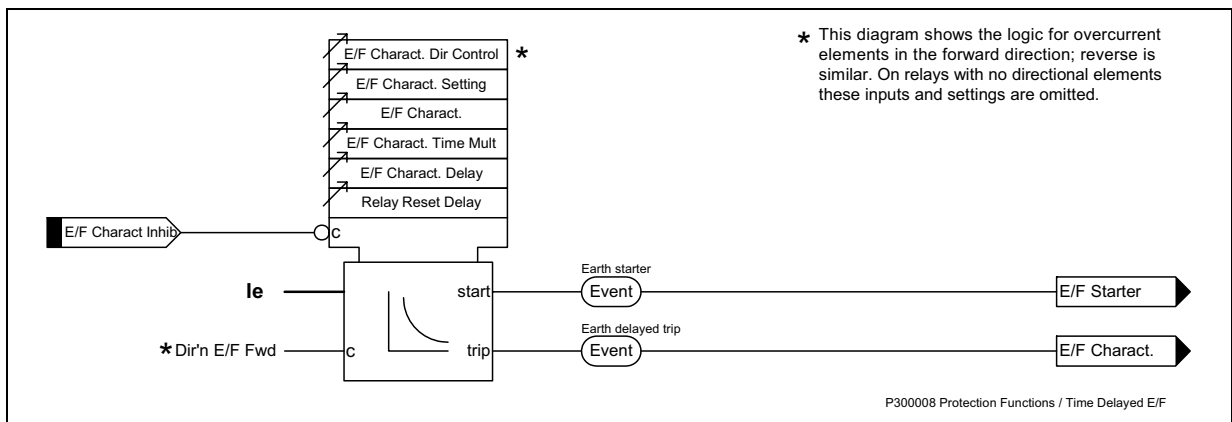 E/F Charact. Dir Control *
E/F Charact. Setting
E/F Charact.
E/F Charact. Time Mult
E/F Charact. Delay
Relay Reset Delay
* This diagram shows the logic for overcurrent
elements in the forward direction; reverse is
similar. On relays with no directional elements
these inputs and settings are omitted.
E/F Charact Inhib
c
Ie
start
Earth starter
Event
E/F Starter
* Dir'n E/F Fwd
c
trip
Earth delayed trip
Event
E/F Charact.
P300008 Protection Functions / Time Delayed E/F